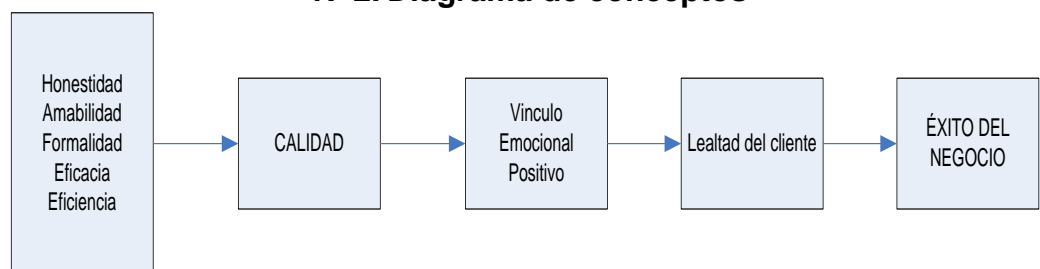 Diagrama de conceptos
Honestidad
Amabilidad
Formalidad
Eficacia
Eficiencia
CALIDAD
Vinculo
Emocional
Positivo
Lealtad del cliente
ÉXITO DEL
NEGOCIO